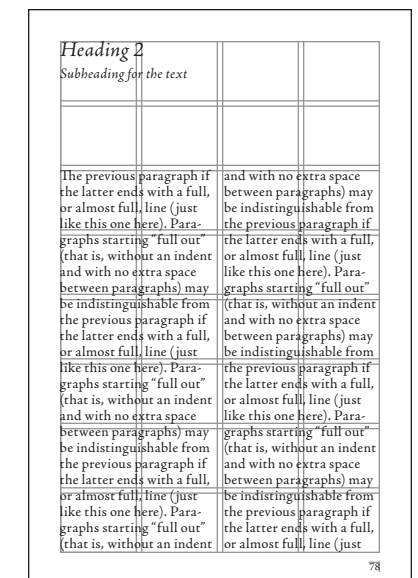 Heading 2
Subheading for the text
The previous paragraph if
the latter ends with a full,
or almost full, line (just
like this one here). Para-
graphs starting “full out”
(that is, without an indent
and with no extra space
between paragraphs) may
be indistinguishable from
the previous paragraph if
the latter ends with a full,
or almost full, line (just
like this one here). Para-
graphs starting “full out”
(that is, without an indent
and with no extra space
between paragraphs) may
be indistinguishable from
the previous paragraph if
the latter ends with a full,
or almost full, line (just
like this one here). Para-
graphs starting “full out”
(that is, without an indent
and with no extra space
between paragraphs) may
be indistinguishable from
the previous paragraph if
the latter ends with a full,
or almost full, line (just
like this one here). Para-
graphs starting “full out”
(that is, without an indent
and with no extra space
between paragraphs) may
be indistinguishable from
the previous paragraph if
the latter ends with a full,
or almost full, line (just
like this one here). Para-
graphs starting “full out”
(that is, without an indent
and with no extra space
between paragraphs) may
be indistinguishable from
the previous paragraph if
the latter ends with a full,
or almost full, line (just
78